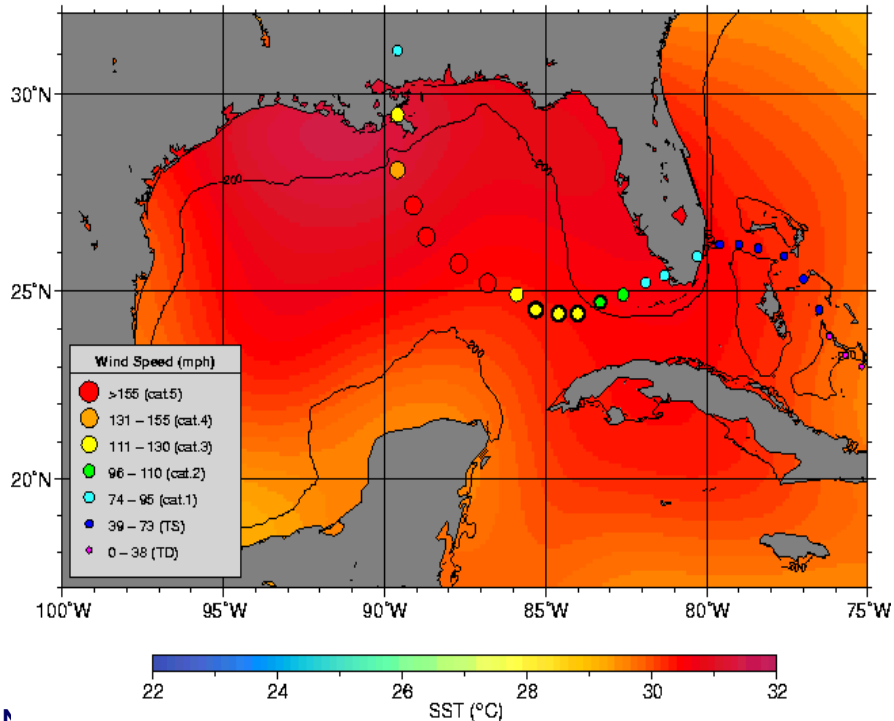 30°N
25°N
20°N
200
200
200
Wind Speed (mph)
>155 (cat.5)
131 – 155 (cat.4)
111 – 130 (cat.3)
96 – 110 (cat.2)
74 – 95 (cat.1)
39 – 73 (TS)
0 – 38 (TD)
100°W 95°W 90°W 85°W 80°W 75°W
22 24 26 28 30 32
SST (°C)